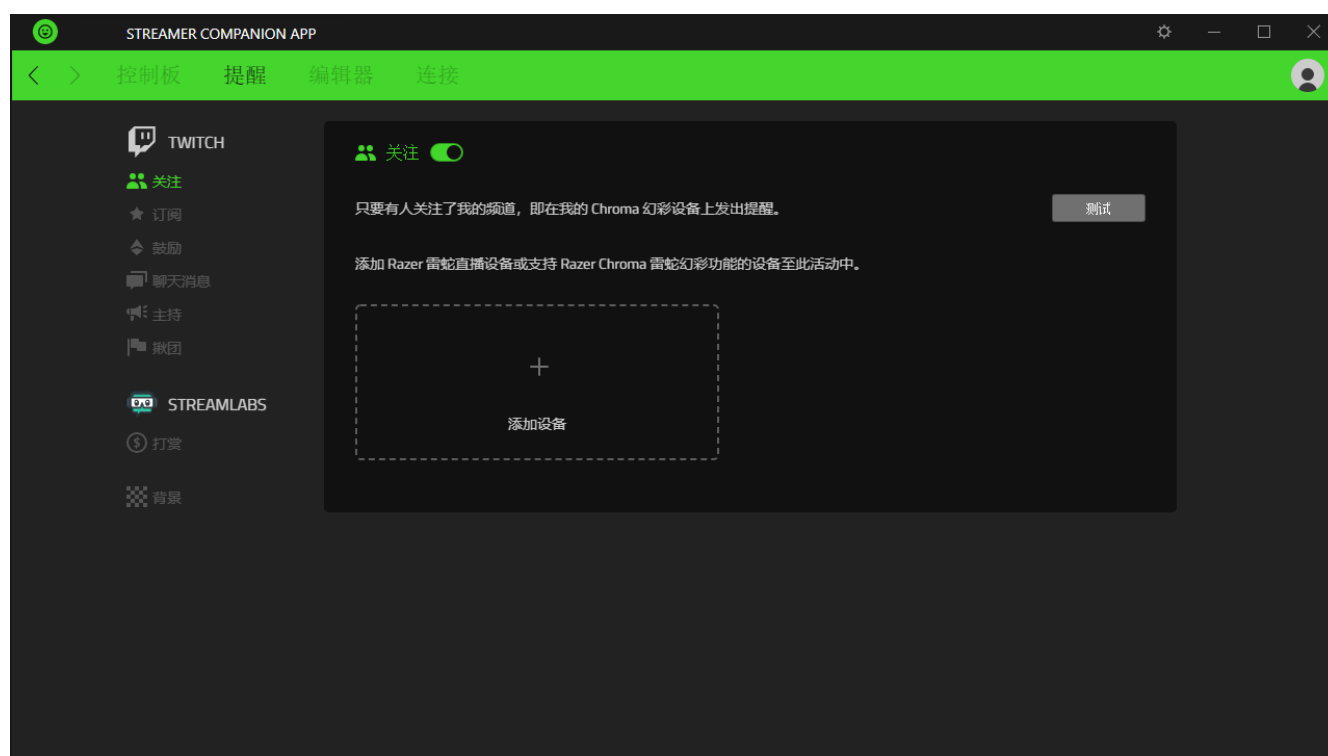 STREAMER COMPANION APP
控制板 提醒 编辑器 连接
TWITCH
关注
订阅
鼓励
聊天消息
主持
揪团
STREAMLABS
打赏
背景
关注
只要有人关注了我的频道，即在我的 Chroma 幻彩设备上发出提醒。
测试
添加 Razer 雷蛇直播设备或支持 Razer Chroma 雷蛇幻彩功能的设备至此活动中。
添加设备